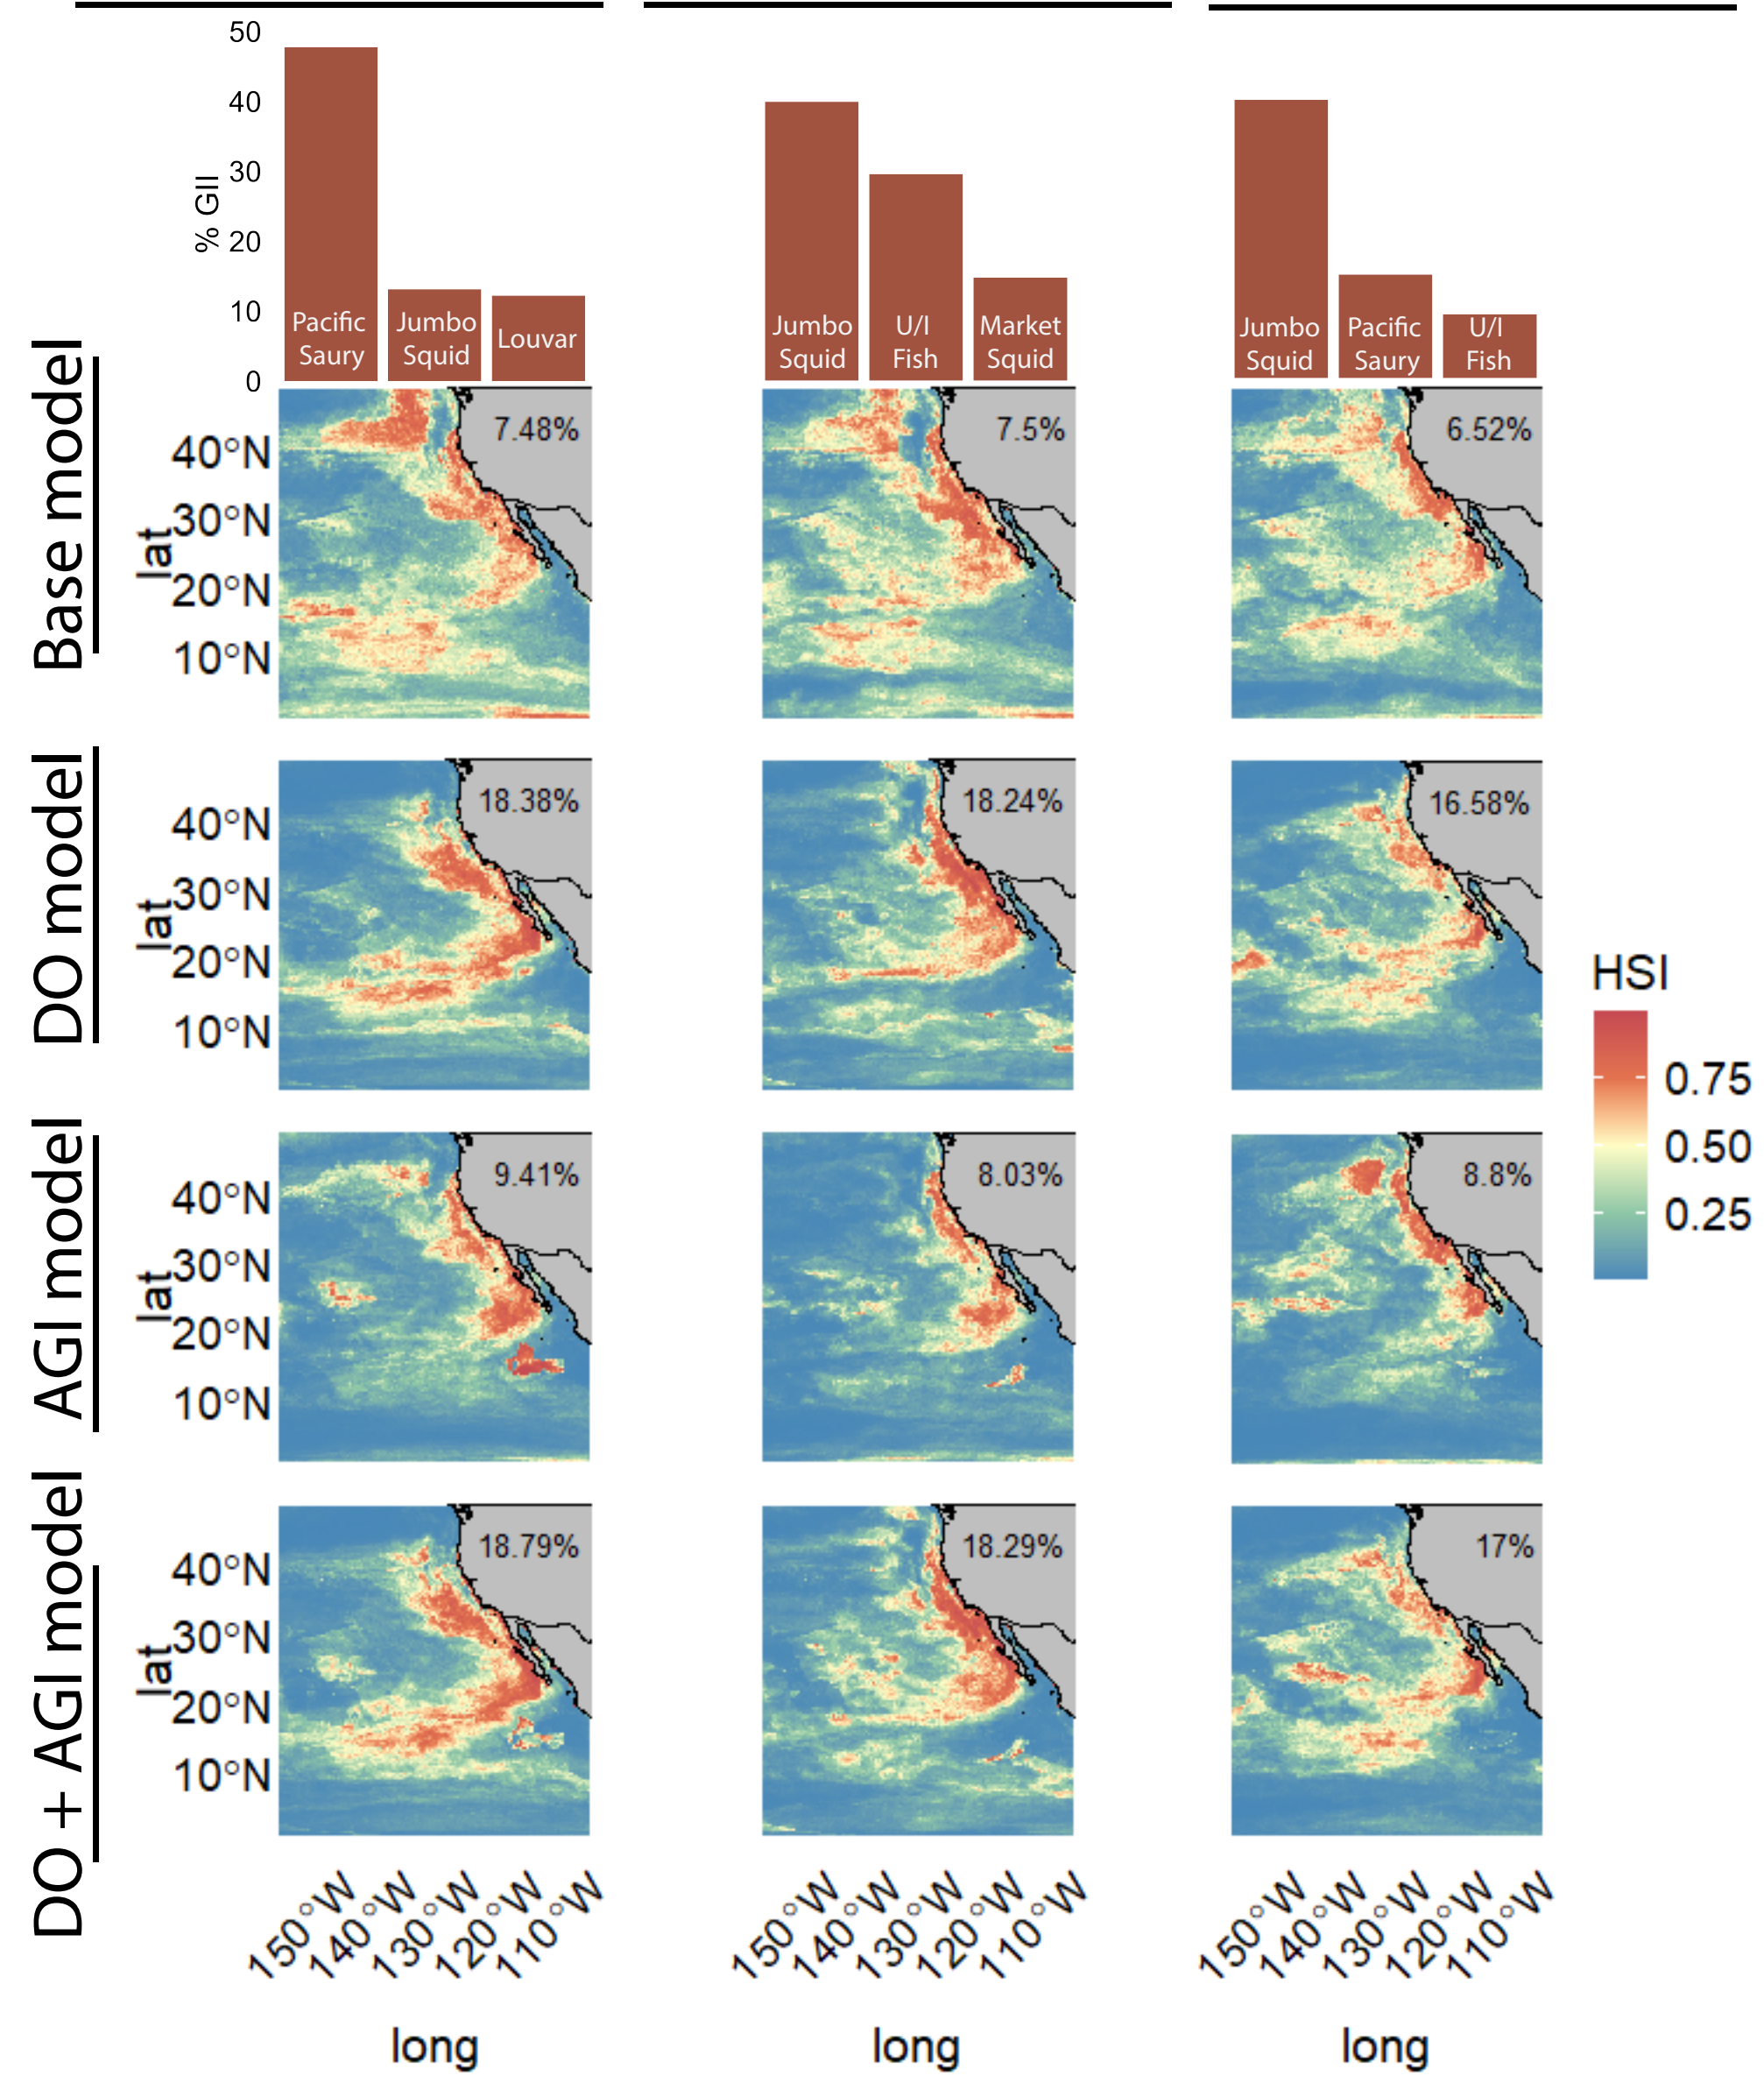 50
40
30
20
10
0
% GII
Pacific
Saury
Jumbo
Squid
Louvar
Jumbo
Squid
U/I
Fish
Market
Squid
Jumbo
Squid
Pacific
Saury
U/I
Fish
Base model
lat
40°N
30°N
20°N
10°N
7.48%
7.5%
6.52%
DO model
lat
40°N
30°N
20°N
10°N
18.38%
18.24%
16.58%
HSI
0.75
0.50
0.25
AGI model
lat
40°N
30°N
20°N
10°N
9.41%
8.03%
8.8%
DO + AGI model
lat
40°N
30°N
20°N
10°N
18.79%
18.29%
17%
150°W
140°W
130°W
120°W
110°W
150°W
140°W
130°W
120°W
110°W
150°W
140°W
130°W
120°W
110°W
long
long
long